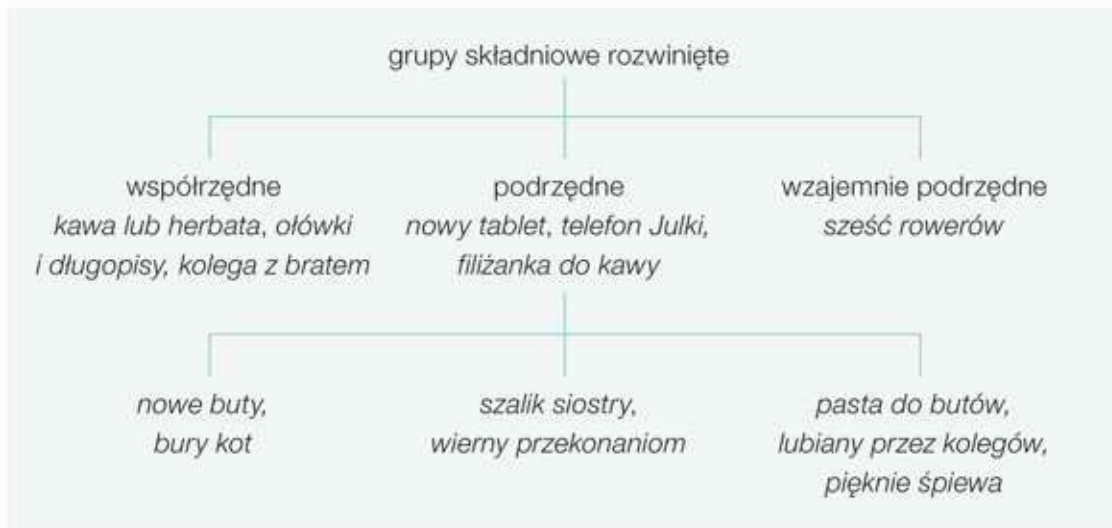 grupy składniowe rozwinięte
współrzędne
kawa lub herbata, ołówki
i długopisy, kolega z bratem
podrzędne
nowy tablet, telefon Julki,
filiżanka do kawy
wzajemnie podrzędne
sześć rowerów
nowe buty,
bury kot
szalik siostry,
wierny przekonaniom
pasta do butów,
lubiany przez kolegów,
pięknie śpiewa